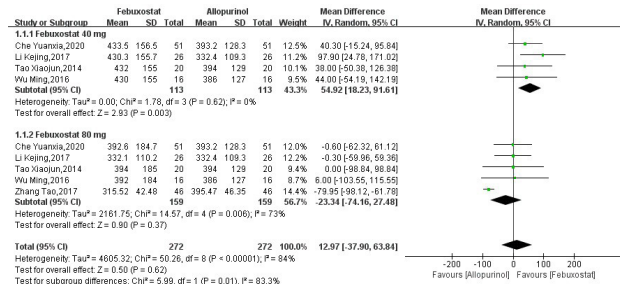 Febuxostat Allopurinol Mean Difference Mean Difference
Study or Subgroup Mean SD Total Mean SD Total Weight IV, Random, 95% CI IV, Random, 95% CI
1.1.1 Febuxostat 40 mg
Che Yuanxia,2020 433.5 156.5 51 393.2 128.3 51 12.5% 40.30 [-15.24, 95.84]
Li Kejing,2017 430.3 155.7 26 332.4 109.3 26 11.6% 97.90 [24.78, 171.02]
Tao Xiaojun,2014 432 155 20 394 129 20 10.5% 38.00 [-50.38, 126.38]
Wu Ming,2016 430 155 16 386 127 16 8.7% 44.00 [-54.19, 142.19]
Subtotal (95% CI) 113 113 43.3% 54.92 [18.23, 91.61]
Heterogeneity: Tau² = 0.00; Chi² = 1.78, df = 3 (P = 0.62); I² = 0%
Test for overall effect: Z = 2.93 (P = 0.003)
1.1.2 Febuxostat 80 mg
Che Yuanxia,2020 392.6 184.7 51 393.2 128.3 51 12.2% -0.60 [-62.32, 61.12]
Li Kejing,2017 332.1 110.2 26 332.4 109.3 26 12.3% -0.30 [-59.96, 59.36]
Tao Xiaojun,2014 394 185 20 394 129 20 9.9% 0.00 [-98.84, 98.84]
Wu Ming,2016 392 184 16 386 127 16 8.2% 6.00 [-103.55, 115.55]
Zhang Tao,2017 315.52 42.48 46 395.47 46.35 46 14.2% -79.95 [-98.12, -61.78]
Subtotal (95% CI) 159 159 56.7% -23.34 [-74.16, 27.48]
Heterogeneity: Tau² = 2161.75; Chi² = 14.57, df = 4 (P = 0.006); I² = 73%
Test for overall effect: Z = 0.90 (P = 0.37)
Total (95% CI) 272 272 100.0% 12.97 [-37.90, 63.84]
Heterogeneity: Tau² = 4605.32; Chi² = 50.26, df = 8 (P < 0.00001); I² = 84%
Test for overall effect: Z = 0.50 (P = 0.62)
Test for subgroup differences: Chi² = 5.99, df = 1 (P = 0.01), I² = 83.3%
-200 -100 0 100 200
Favours [Allopurinol] Favours [Febuxostat]